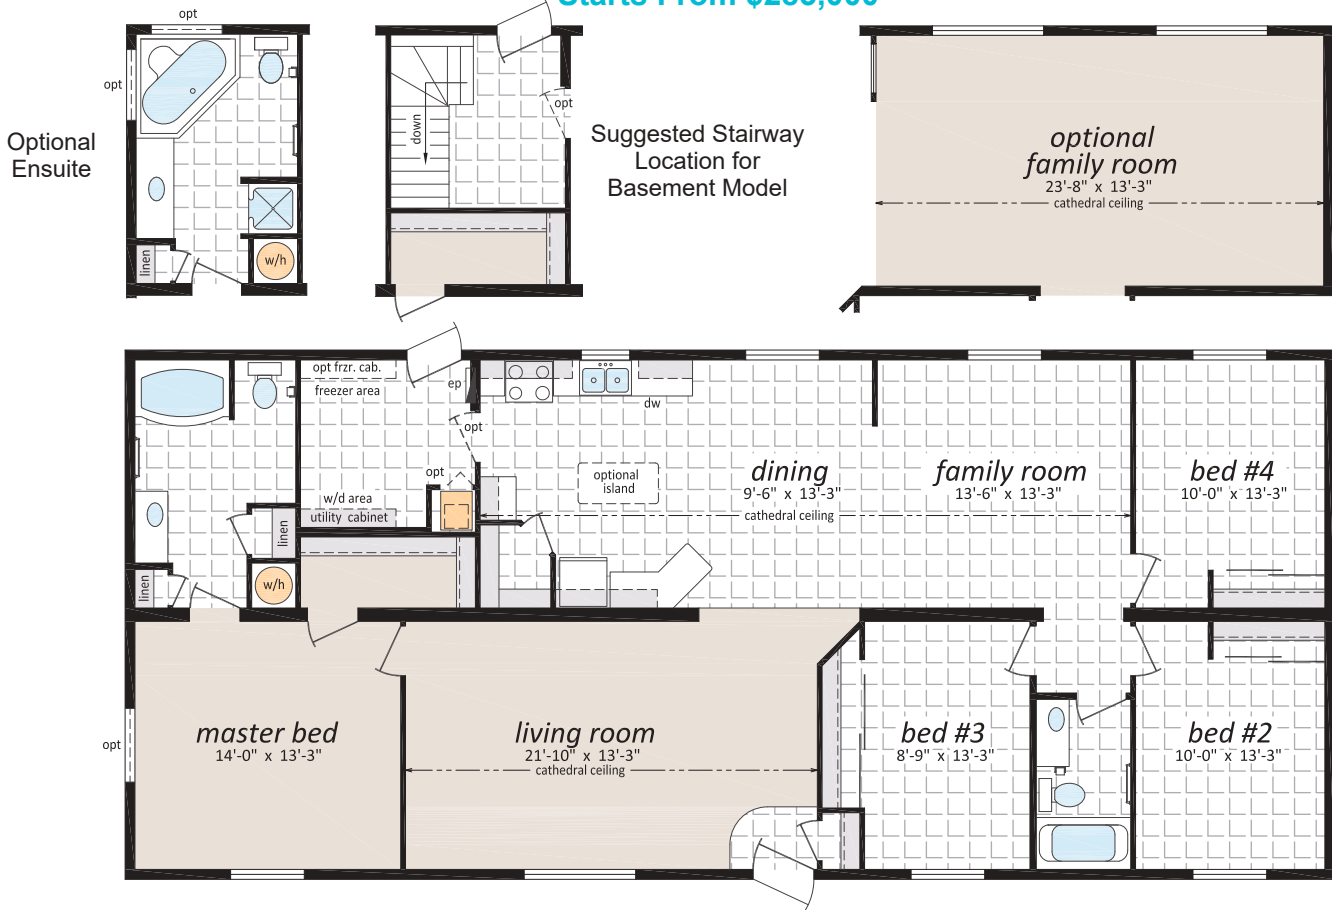 Starts From
opt
opt
Optional
Ensuite
linen
w/h
down
opt
Suggested Stairway
Location for
Basement Model
optional
family room
23'-8" x 13'-3"
cathedral ceiling
opt frzr. cab.
freezer area
ep
opt
opt
w/d area
utility cabinet
linen
linen
w/h
dw
optional
island
dining
9'-6" x 13'-3"
cathedral ceiling
family room
13'-6" x 13'-3"
bed #4
10'-0" x 13'-3"
opt
master bed
14'-0" x 13'-3"
living room
21'-10" x 13'-3"
cathedral ceiling
bed #3
8'-9" x 13'-3"
bed #2
10'-0" x 13'-3"